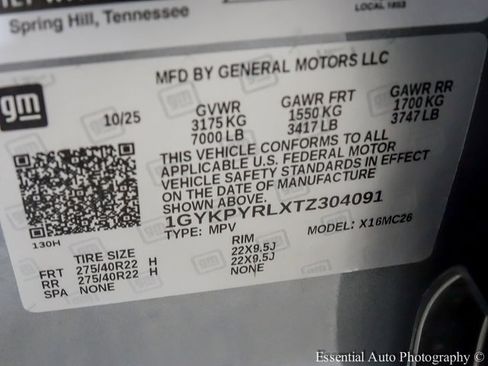 Spring Hill, Tennessee
LOCAL 1853
MFD BY GENERAL MOTORS LLC
gm
10/25
GVWR
3175 KG
7000 LB
GAWR FRT
1550 KG
3417 LB
GAWR RR
1700 KG
3747 LB
THIS VEHICLE CONFORMS TO ALL
APPLICABLE U.S. FEDERAL MOTOR
VEHICLE SAFETY STANDARDS IN EFFECT
ON THE DATE OF MANUFACTURE
SHOWN ABOVE.
1GYKPYRLXTZ304091
TYPE: MPV
MODEL: X16MC26
130H
TIRE SIZE
RIM
FRT 275/40R22 H 22X9.5J
RR 275/40R22 H 22X9.5J
SPA NONE NONE
Essential Auto Photography (c)